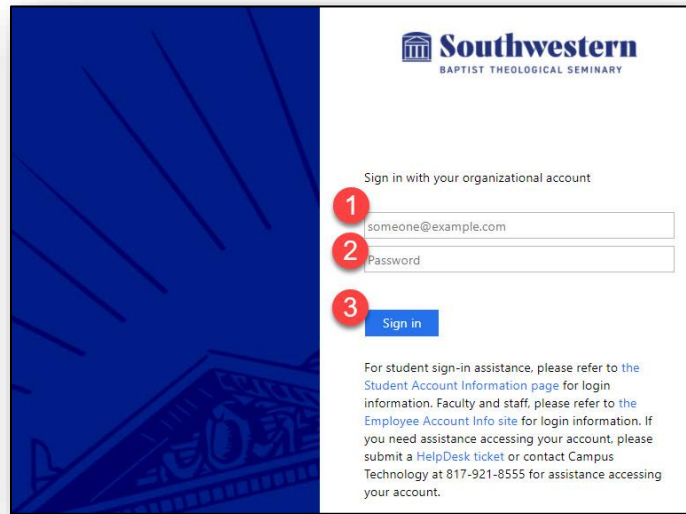 Southwestern
BAPTIST THEOLOGICAL SEMINARY
Sign in with your organizational account
1
someone@example.com
2
Password
3
Sign in
For student sign-in assistance, please refer to the
Student Account Information page for login
information. Faculty and staff, please refer to the
Employee Account Info site for login information. If
you need assistance accessing your account, please
submit a HelpDesk ticket or contact Campus
Technology at 817-921-8555 for assistance accessing
your account.